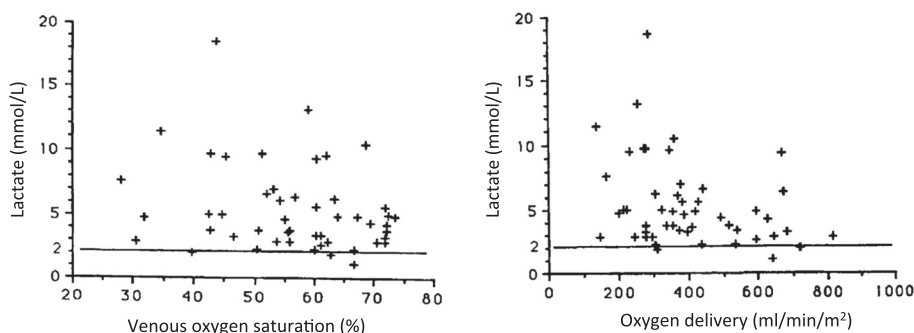 20
15
10
5
2
0
Lactate (mmol/L)
20 30 40 50 60 70 80
Venous oxygen saturation (%)
20
15
10
5
2
0
Lactate (mmol/L)
0 200 400 600 800 1000
Oxygen delivery (ml/min/m²)